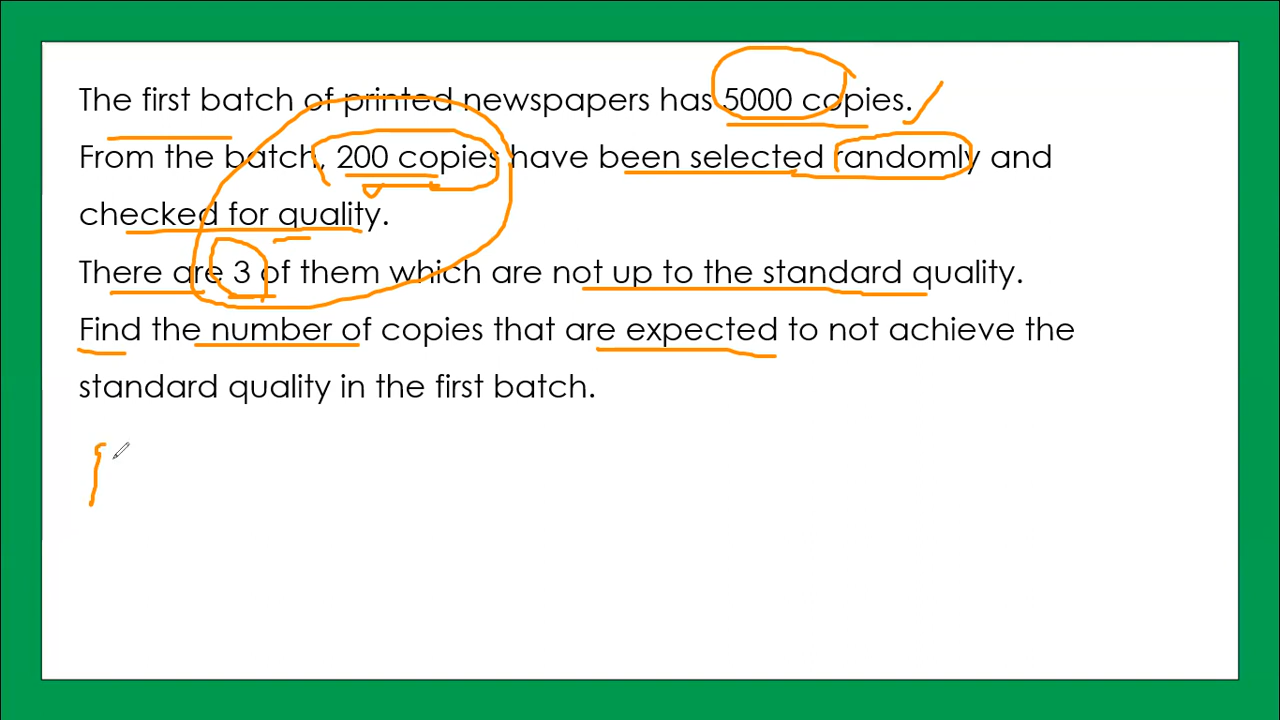 The first batch of printed newspapers has 5000 copies.
From the batch, 200 copies have been selected randomly and
checked for quality.
There are 3 of them which are not up to the standard quality.
Find the number of copies that are expected to not achieve the
standard quality in the first batch.